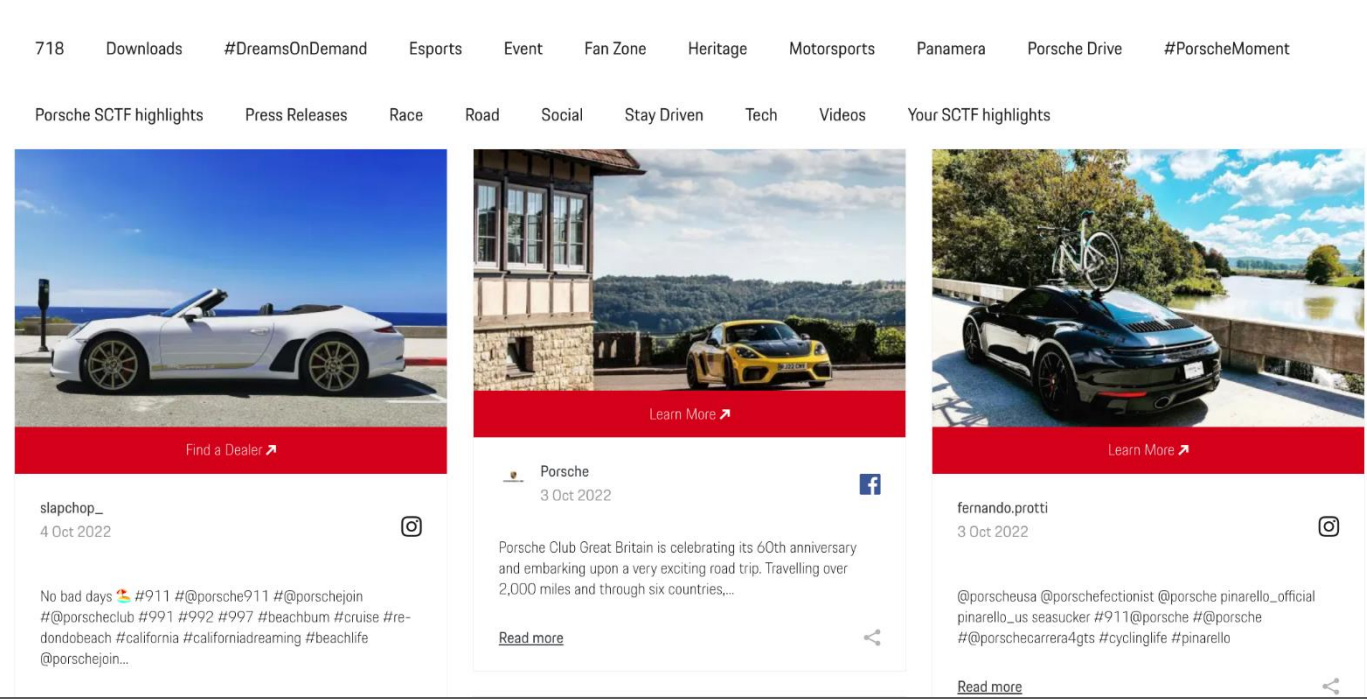 718 Downloads #DreamsOnDemand Esports Event Fan Zone Heritage Motorsports Panamera Porsche Drive #PorscheMoment
Porsche SCTF highlights Press Releases Race Road Social Stay Driven Tech Videos Your SCTF highlights
Find a Dealer
slapchop_
4 Oct 2022
No bad days 🏖️ #911 #@porsche911 #@porschejoin
#@porscheclub #991 #992 #997 #beachbum #cruise #re-
dondobeach #california #californiadreaming #beachlife
@porschejoin...
Learn More
Porsche
3 Oct 2022
Porsche Club Great Britain is celebrating its 60th anniversary
and embarking upon a very exciting road trip. Travelling over
2,000 miles and through six countries,...
Read more
Learn More
fernando.protti
3 Oct 2022
@porscheusa @porschefectionist @porsche pinarello_official
pinarello_us seasucker #911@porsche #@porsche
#@porschecarrera4gts #cyclinglife #pinarello
Read more